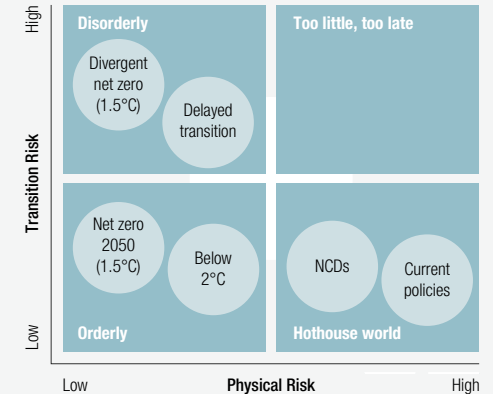 High
Transition Risk
Low
Disorderly
Divergent
net zero
(1.5°C)
Delayed
transition
Too little, too late
Net zero
2050
(1.5°C)
Below
2°C
Orderly
NCDs
Current
policies
Hothouse world
Low
Physical Risk
High